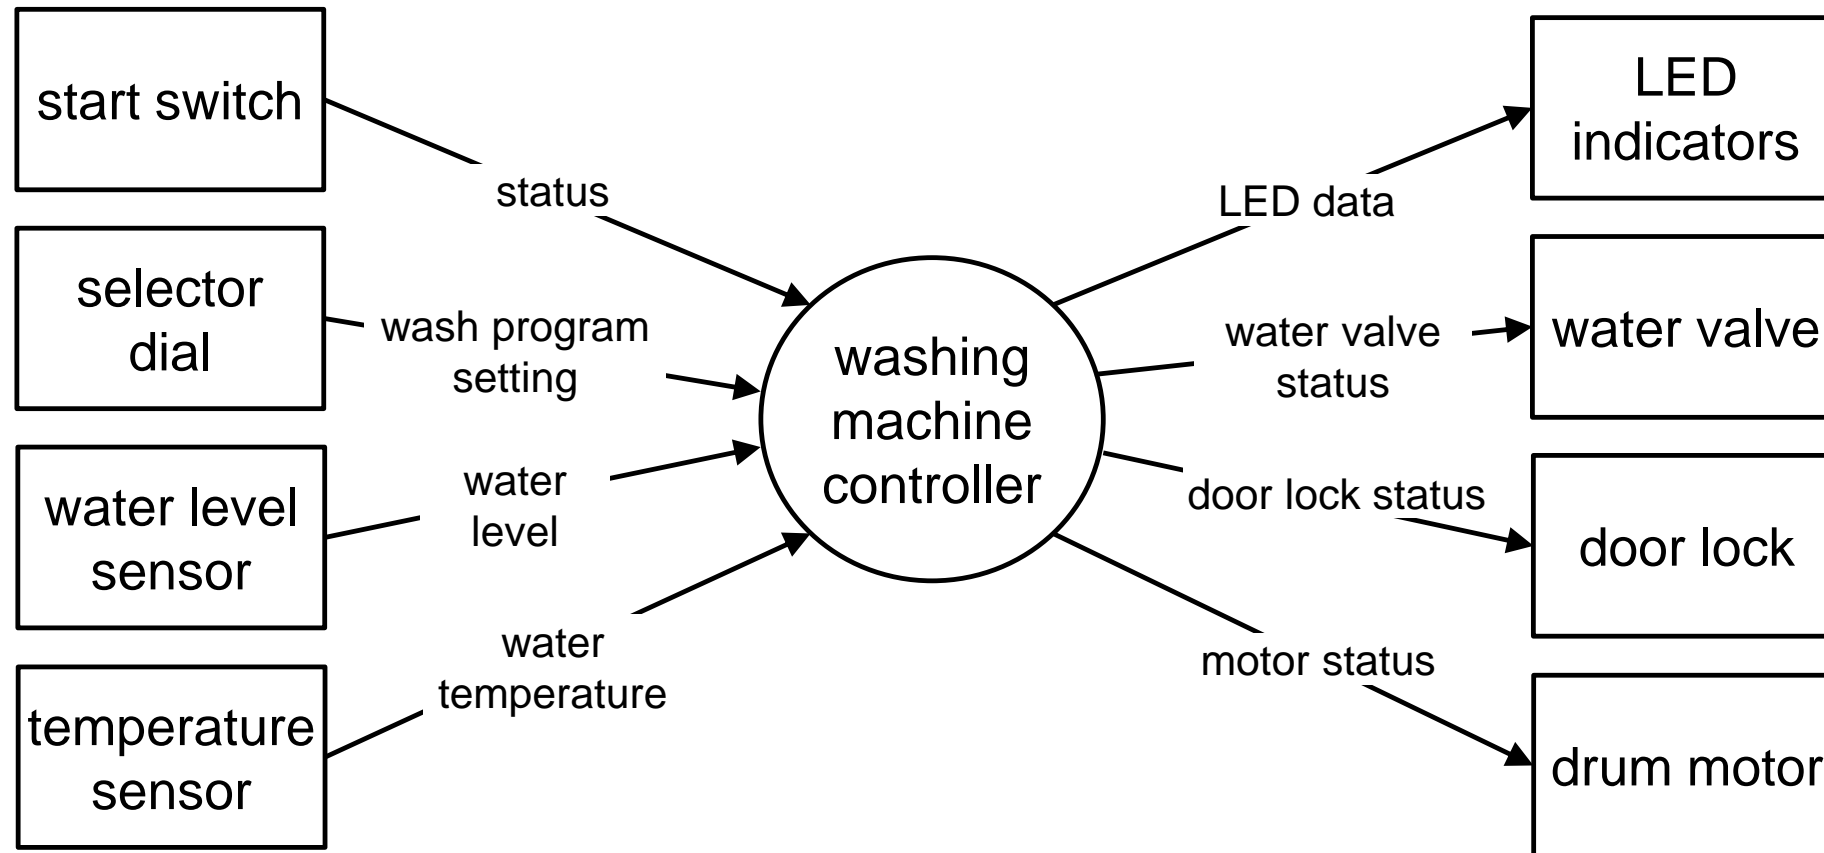 start switch
status
selector
dial
wash program
setting
water level
sensor
water
level
temperature
sensor
water
temperature
washing
machine
controller
LED data
LED
indicators
water valve
status
water valve
door lock status
door lock
motor status
drum motor